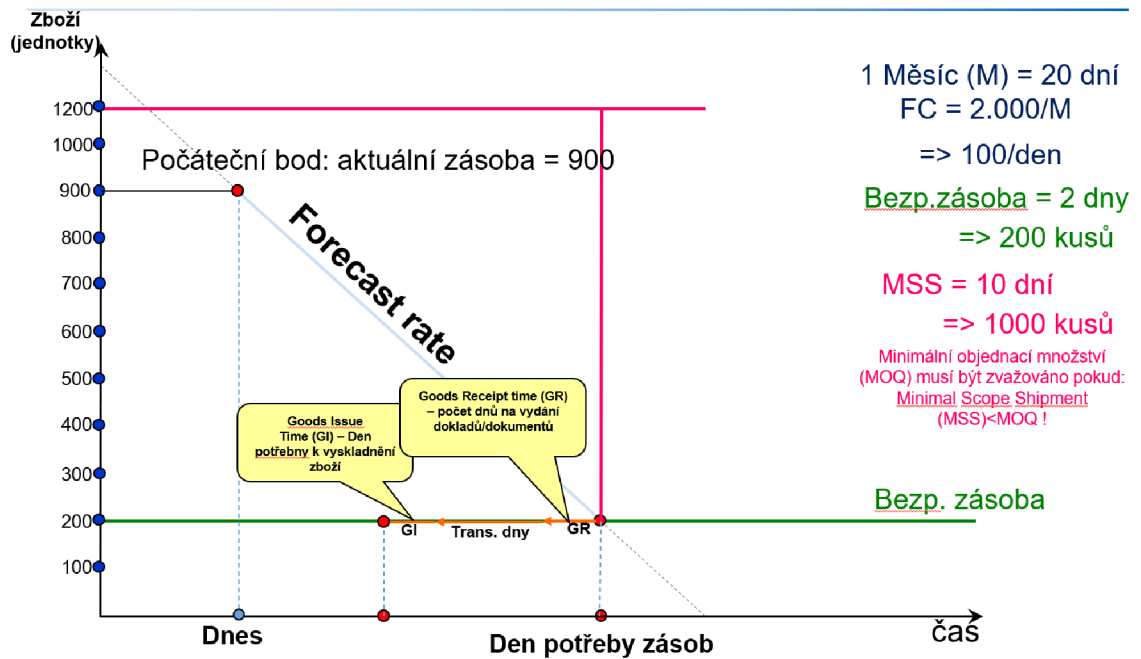 Zboží
(jednotky)
1200
1000
900
800
700
600
500
400
300
200
100
Počáteční bod: aktuální zásoba = 900
Forecast rate
Goods Issue
Time (GI) – Den
potřebny k vyskladnění
zboží
Goods Receipt time (GR)
– počet dnů na vydání
dokladů/dokumentů
GI
Trans. dny
GR
Dnes
Den potřeby zásob
čas
1 Měsíc (M) = 20 dní
FC = 2.000/M
=> 100/den
Bezp.zásoba = 2 dny
=> 200 kusů
MSS = 10 dní
=> 1000 kusů
Minimální objednací množství
(MOQ) musí být zvažováno pokud:
Minimal Scope Shipment
(MSS)<MOQ !
Bezp. zásoba